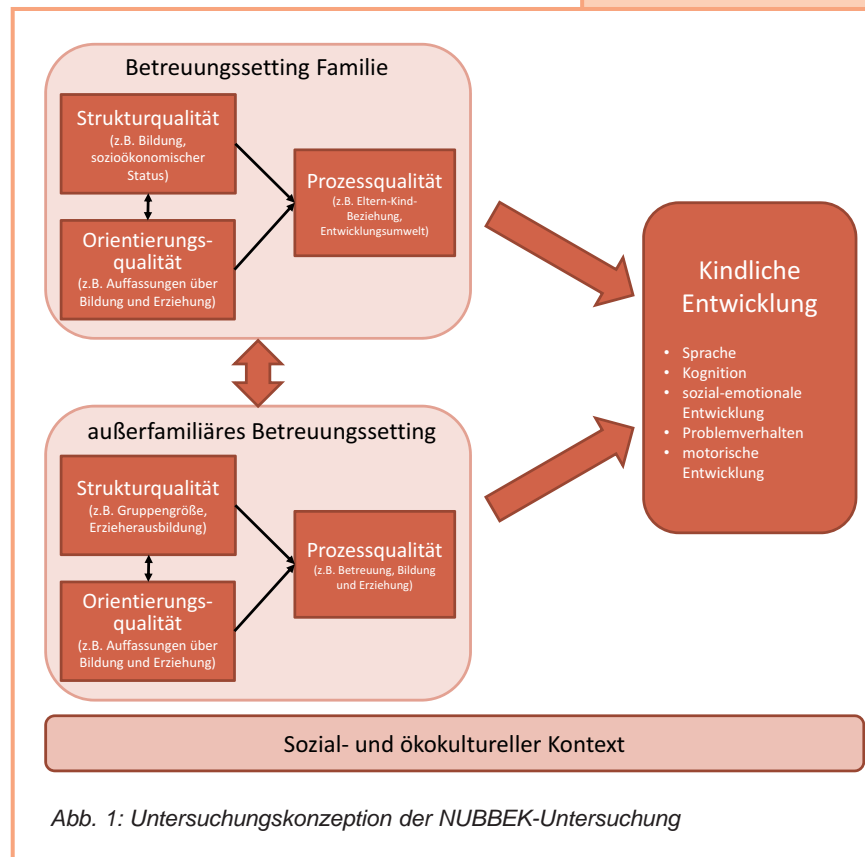 Betreuungssetting Familie
Strukturqualität
(z.B. Bildung,
sozioökonomischer
Status)
Orientierungs-
qualität
(z.B. Auffassungen über
Bildung und Erziehung)
Prozessqualität
(z.B. Eltern-Kind-
Beziehung,
Entwicklungsumwelt)
außerfamiliäres Betreuungssetting
Strukturqualität
(z.B. Gruppengröße,
Erzieherausbildung)
Orientierungs-
qualität
(z.B. Auffassungen über
Bildung und Erziehung)
Prozessqualität
(z.B. Betreuung, Bildung
und Erziehung)
Kindliche
Entwicklung
• Sprache
• Kognition
• sozial-emotionale
Entwicklung
• Problemverhalten
• motorische
Entwicklung
Sozial- und ökokultureller Kontext
Abb. 1: Untersuchungskonzeption der NUBBEK-Untersuchung